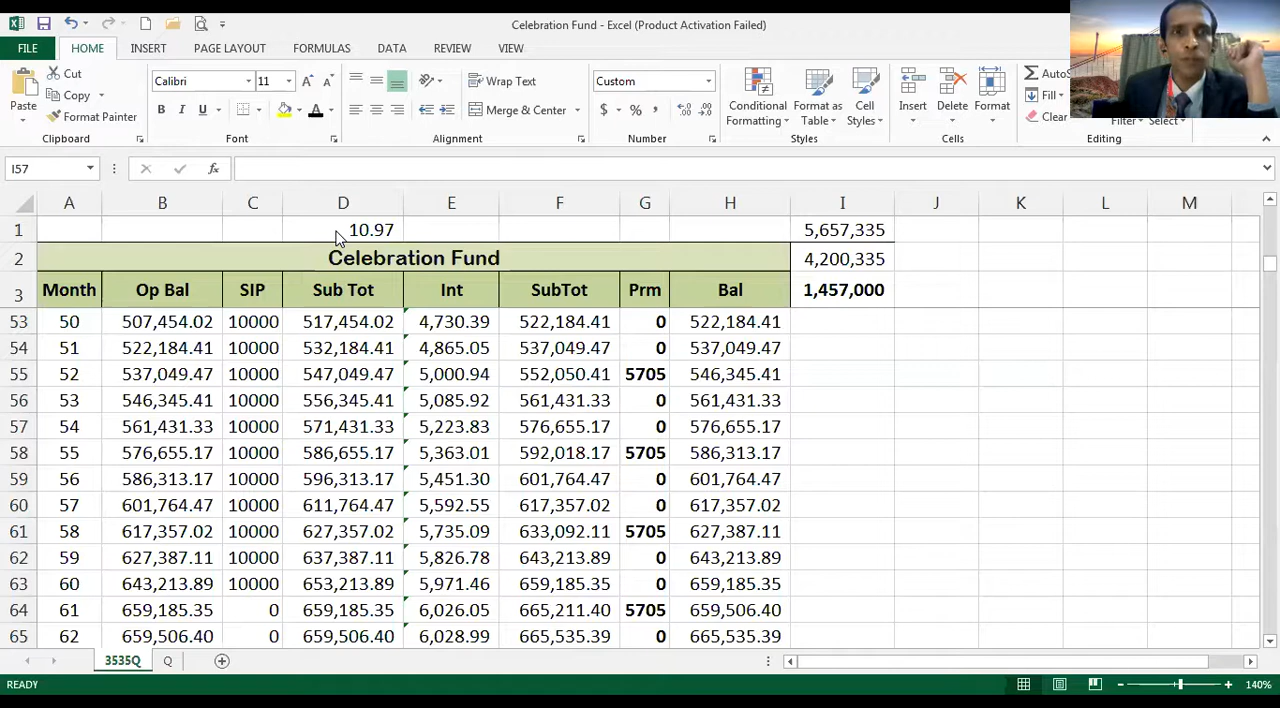 Celebration Fund - Excel (Product Activation Failed)
FILE HOME INSERT PAGE LAYOUT FORMULAS DATA REVIEW VIEW
Cut Calibri 11 Wrap Text Custom AutoS
Copy Fill
Paste Format Painter B I U Merge & Center $ % Conditional Formatting Format as Table Cell Styles Insert Delete Format Clear Filter Select
Clipboard Font Alignment Number Styles Cells Editing
I57 fx
A B C D E F G H I J K L M
1 10.97 5,657,335
2 Celebration Fund 4,200,335
3 Month Op Bal SIP Sub Tot Int SubTot Prm Bal 1,457,000
53 50 507,454.02 10000 517,454.02 4,730.39 522,184.41 0 522,184.41
54 51 522,184.41 10000 532,184.41 4,865.05 537,049.47 0 537,049.47
55 52 537,049.47 10000 547,049.47 5,000.94 552,050.41 5705 546,345.41
56 53 546,345.41 10000 556,345.41 5,085.92 561,431.33 0 561,431.33
57 54 561,431.33 10000 571,431.33 5,223.83 576,655.17 0 576,655.17
58 55 576,655.17 10000 586,655.17 5,363.01 592,018.17 5705 586,313.17
59 56 586,313.17 10000 596,313.17 5,451.30 601,764.47 0 601,764.47
60 57 601,764.47 10000 611,764.47 5,592.55 617,357.02 0 617,357.02
61 58 617,357.02 10000 627,357.02 5,735.09 633,092.11 5705 627,387.11
62 59 627,387.11 10000 637,387.11 5,826.78 643,213.89 0 643,213.89
63 60 643,213.89 10000 653,213.89 5,971.46 659,185.35 0 659,185.35
64 61 659,185.35 0 659,185.35 6,026.05 665,211.40 5705 659,506.40
65 62 659,506.40 0 659,506.40 6,028.99 665,535.39 0 665,535.39
3535Q Q
READY 140%